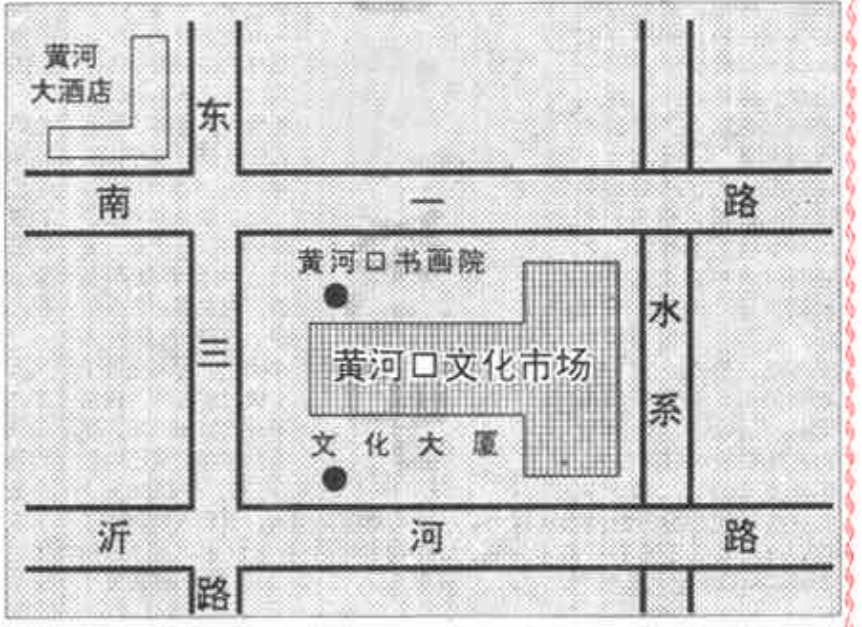 黄河
大酒店
东三路
南一路
黄河口书画院
黄河口文化市场
水系
文化大厦
沂河路